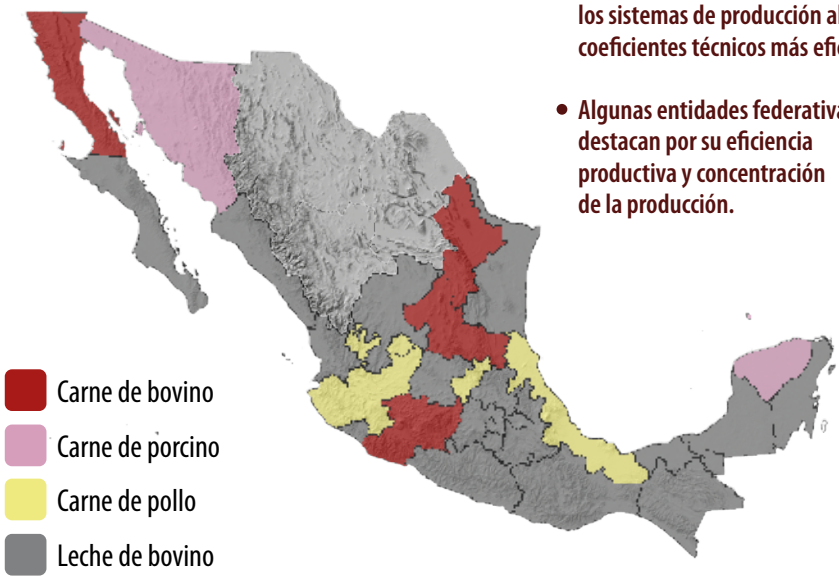 los sistemas de producción al
coeficientes técnicos más efic
• Algunas entidades federativa
destacan por su eficiencia
productiva y concentración
de la producción.
Carne de bovino
Carne de porcino
Carne de pollo
Leche de bovino